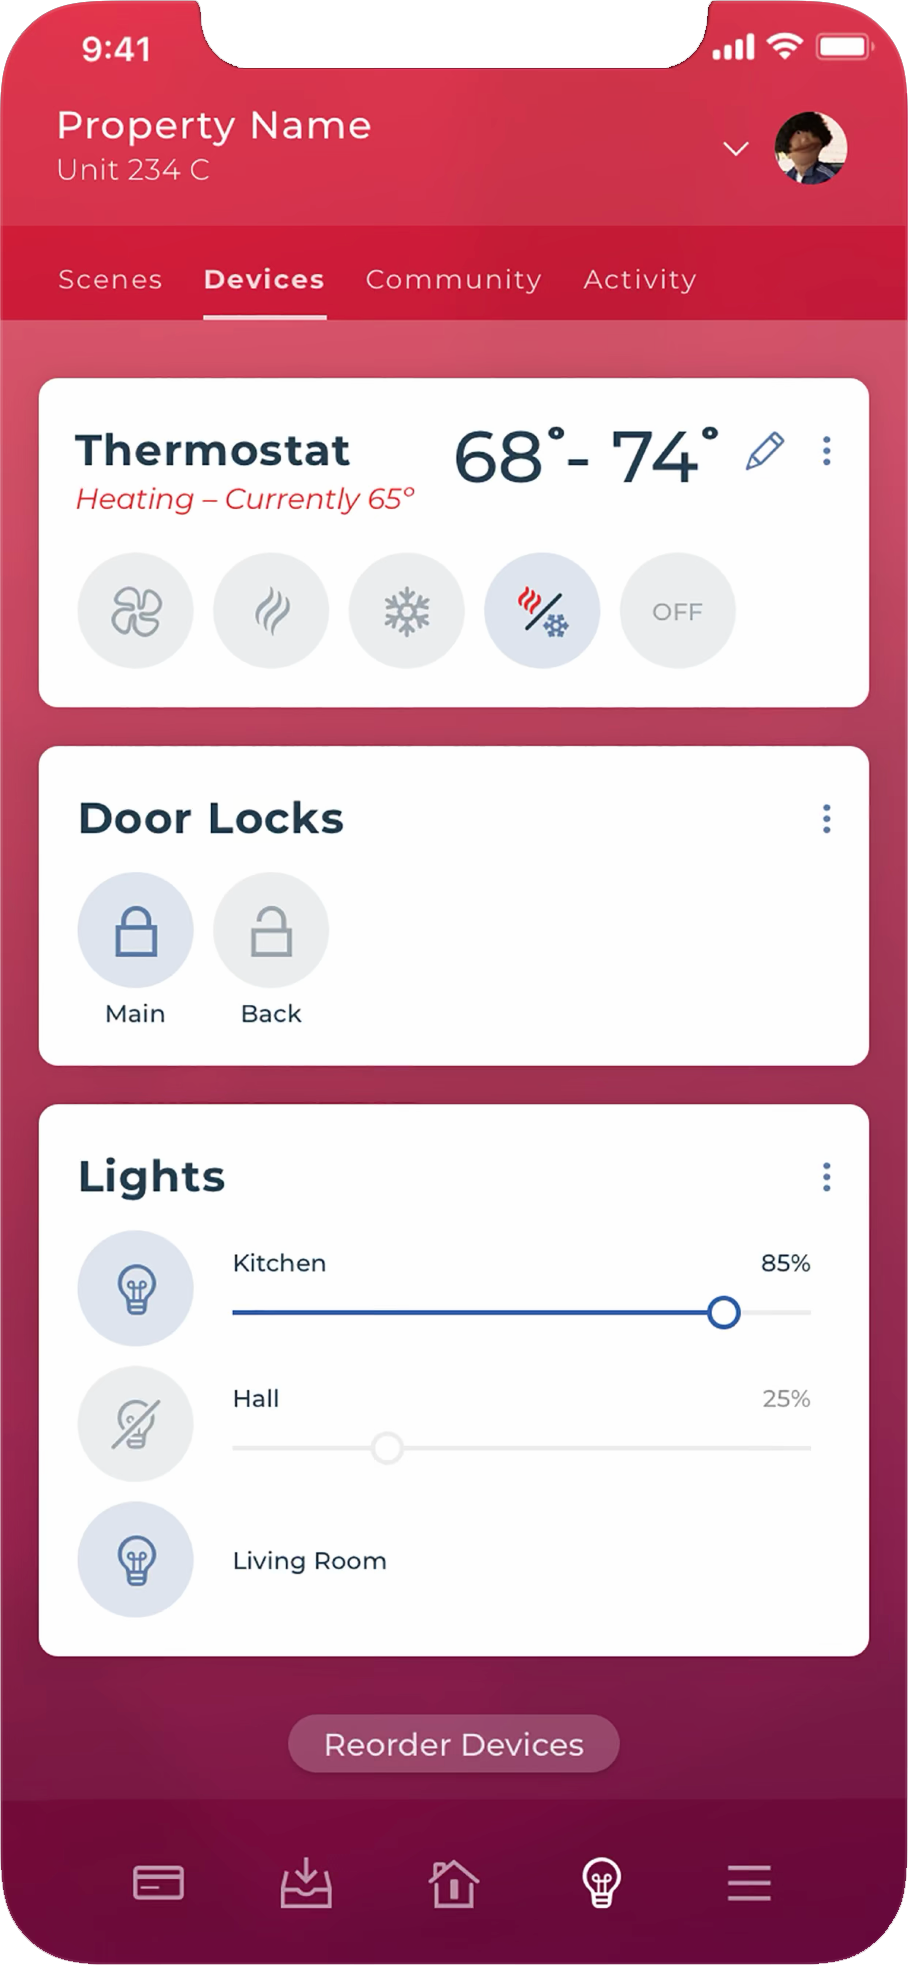 9:41
Property Name
Unit 234 C
Scenes Devices Community Activity
Thermostat 68°- 74°
Heating – Currently 65°
OFF
Door Locks
Main Back
Lights
Kitchen 85%
Hall 25%
Living Room
Reorder Devices